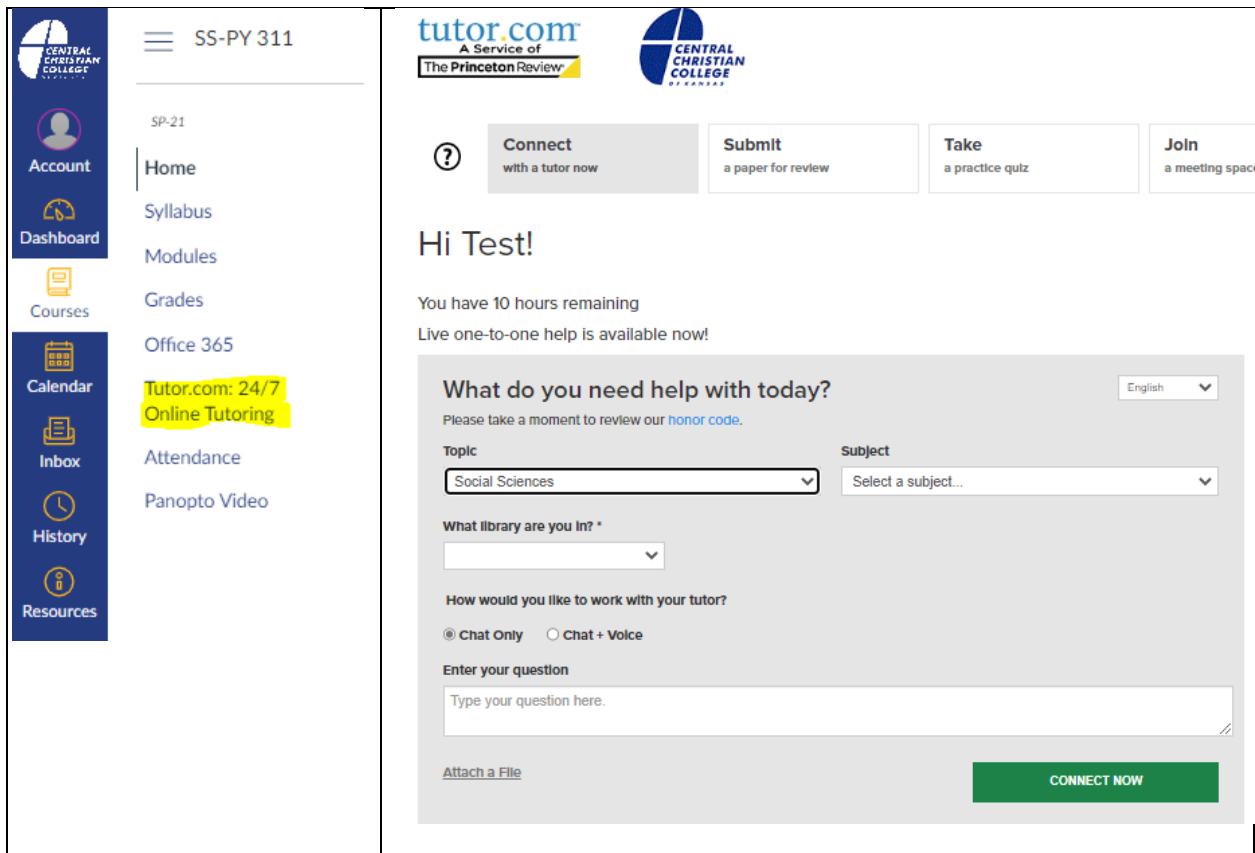 CENTRAL
CHRISTIAN
COLLEGE
Account
Dashboard
Courses
Calendar
Inbox
History
Resources
SS-PY 311
SP-21
Home
Syllabus
Modules
Grades
Office 365
Tutor.com: 24/7
Online Tutoring
Attendance
Panopto Video
tutor.com
A Service of
The Princeton Review
CENTRAL
CHRISTIAN
COLLEGE
OF KANSAS
?
Connect
with a tutor now
Submit
a paper for review
Take
a practice quiz
Join
a meeting spac
Hi Test!
You have 10 hours remaining
Live one-to-one help is available now!
What do you need help with today?
English
Please take a moment to review our honor code.
Topic
Subject
Social Sciences
Select a subject...
What library are you in? *
How would you like to work with your tutor?
Chat Only Chat + Voice
Enter your question
Type your question here.
Attach a File
CONNECT NOW